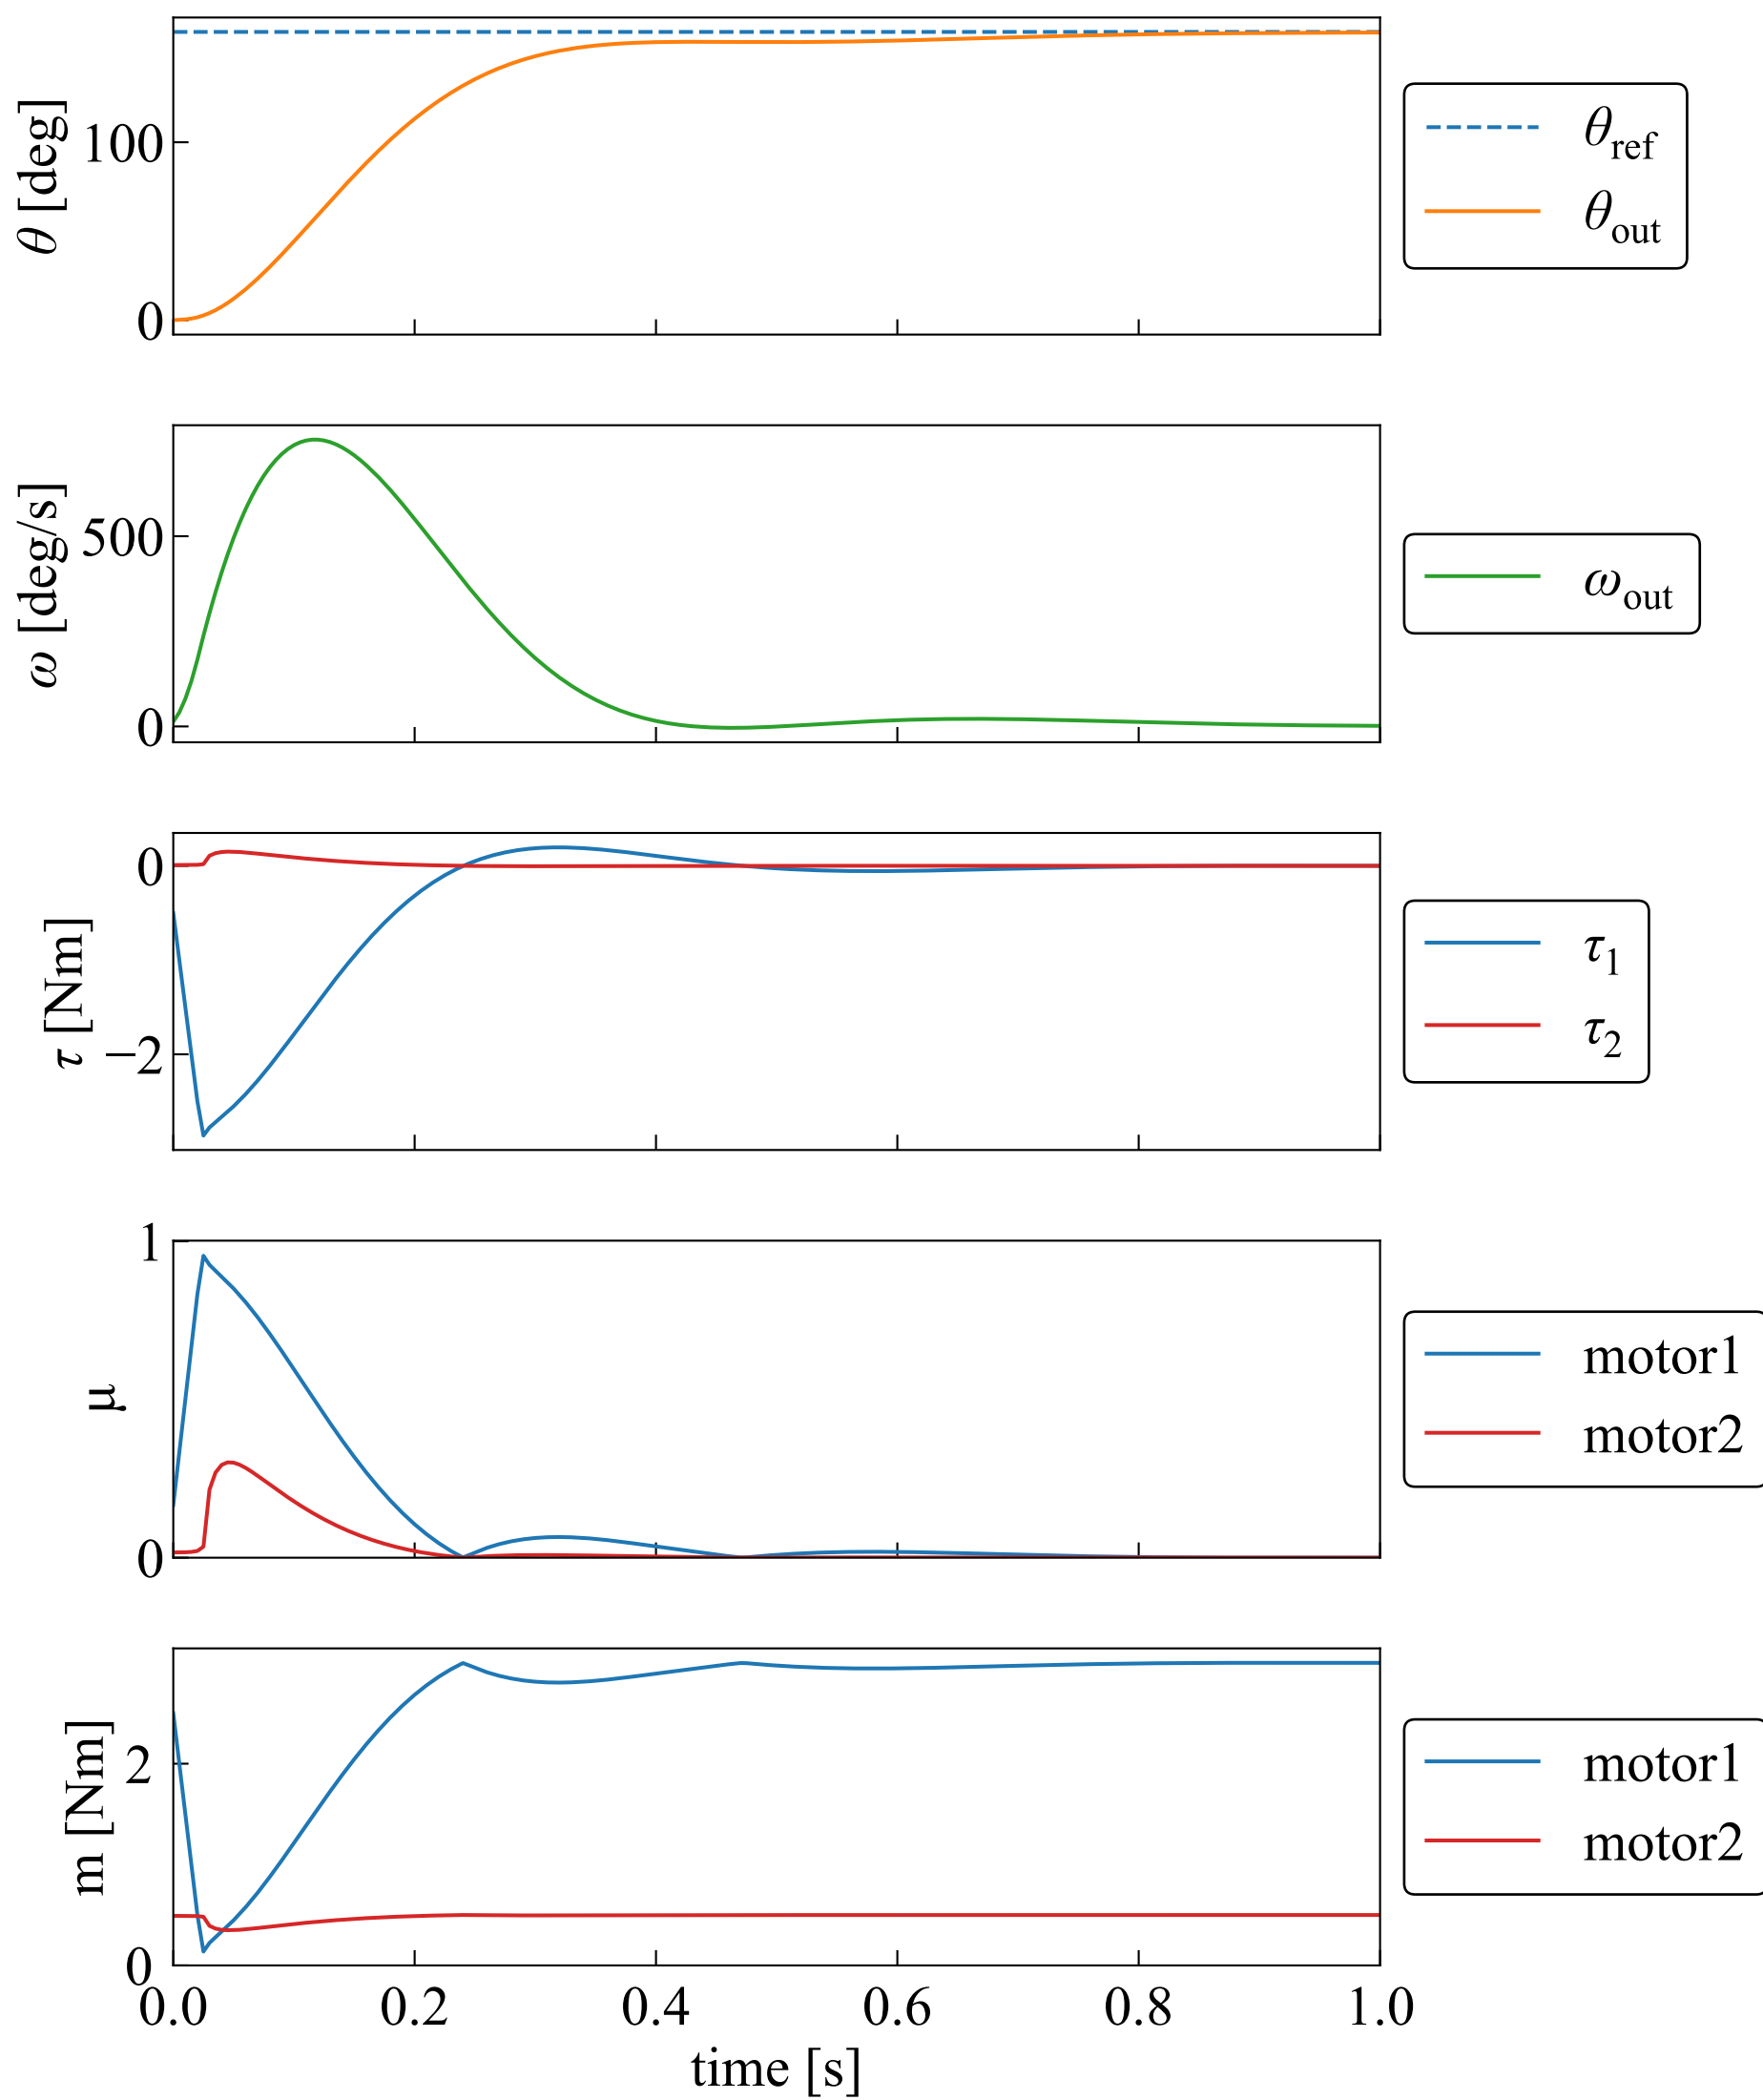 θ [deg]
100
0
θref
θout
ω [deg/s]
500
0
ωout
τ [Nm]
0
−2
τ1
τ2
μ
1
0
motor1
motor2
m [Nm]
2
0
motor1
motor2
0.0 0.2 0.4 0.6 0.8 1.0
time [s]